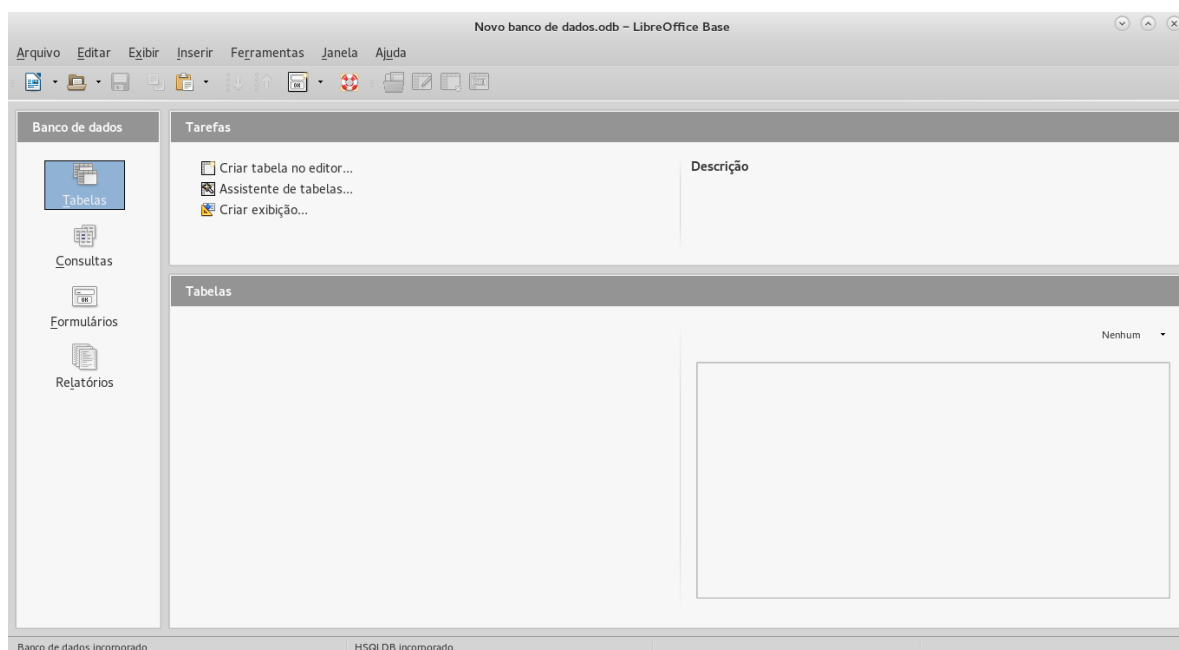 Novo banco de dados.odb – LibreOffice Base
Arquivo Editar Exibir Inserir Ferramentas Janela Ajuda
Banco de dados
Tabelas
Consultas
Formulários
Relatórios
Tarefas
Criar tabela no editor...
Assistente de tabelas...
Criar exibição...
Descrição
Tabelas
Nenhum
Banco de dados incorporado
HSQLDB incorporado